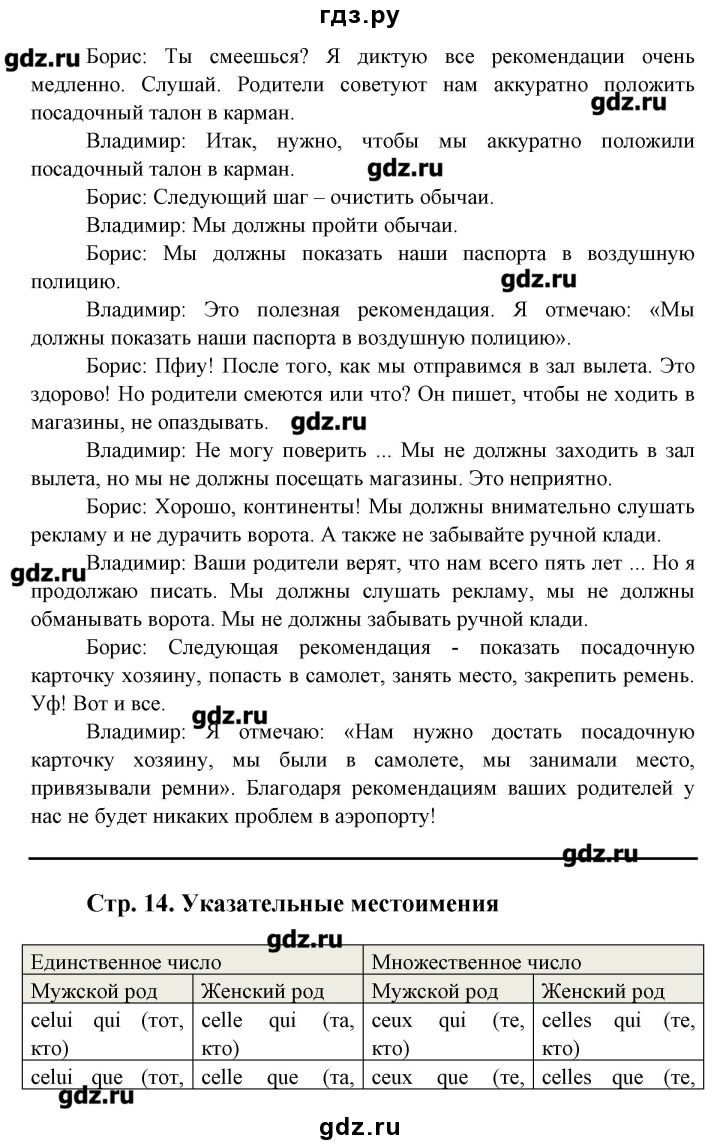 гдз.ру
gdz.ru
Борис: Ты смеешься? Я диктую все рекомендации очень
медленно. Слушай. Родители советуют нам аккуратно положить
посадочный талон в карман.
gdz.ru
Владимир: Итак, нужно, чтобы мы аккуратно положили
посадочный талон в карман.
gdz.ru
Борис: Следующий шаг – очистить обычаи.
Владимир: Мы должны пройти обычаи.
Борис: Мы должны показать наши паспорта в воздушную
полицию.
gdz.ru
Владимир: Это полезная рекомендация. Я отмечаю: «Мы
должны показать наши паспорта в воздушную полицию».
Борис: Пфиу! После того, как мы отправимся в зал вылета. Это
здорово! Но родители смеются или что? Он пишет, чтобы не ходить в
магазины, не опаздывать.
gdz.ru
Владимир: Не могу поверить ... Мы не должны заходить в зал
вылета, но мы не должны посещать магазины. Это неприятно.
Борис: Хорошо, континенты! Мы должны внимательно слушать
рекламу и не дурачить ворота. А также не забывайте ручной клади.
Владимир: Ваши родители верят, что нам всего пять лет ... Но я
gdz.ru
продолжаю писать. Мы должны слушать рекламу, мы не должны
обманывать ворота. Мы не должны забывать ручной клади.
Борис: Следующая рекомендация - показать посадочную
карточку хозяину, попасть в самолет, занять место, закрепить ремень.
Уф! Вот и все.
gdz.ru
Владимир: Я отмечаю: «Нам нужно достать посадочную
карточку хозяину, мы были в самолете, мы занимали место,
привязывали ремни». Благодаря рекомендациям ваших родителей у
нас не будет никаких проблем в аэропорту!
gdz.ru
Стр. 14. Указательные местоимения
gdz.ru
Единственное число Множественное число
Мужской род Женский род Мужской род Женский род
celui qui (тот, celle qui (та, ceux qui (те, celles qui (те,
кто) кто) кто) кто)
celui que (тот, celle que (та, ceux que (те, celles que (те,
gdz.ru
gdz.ru